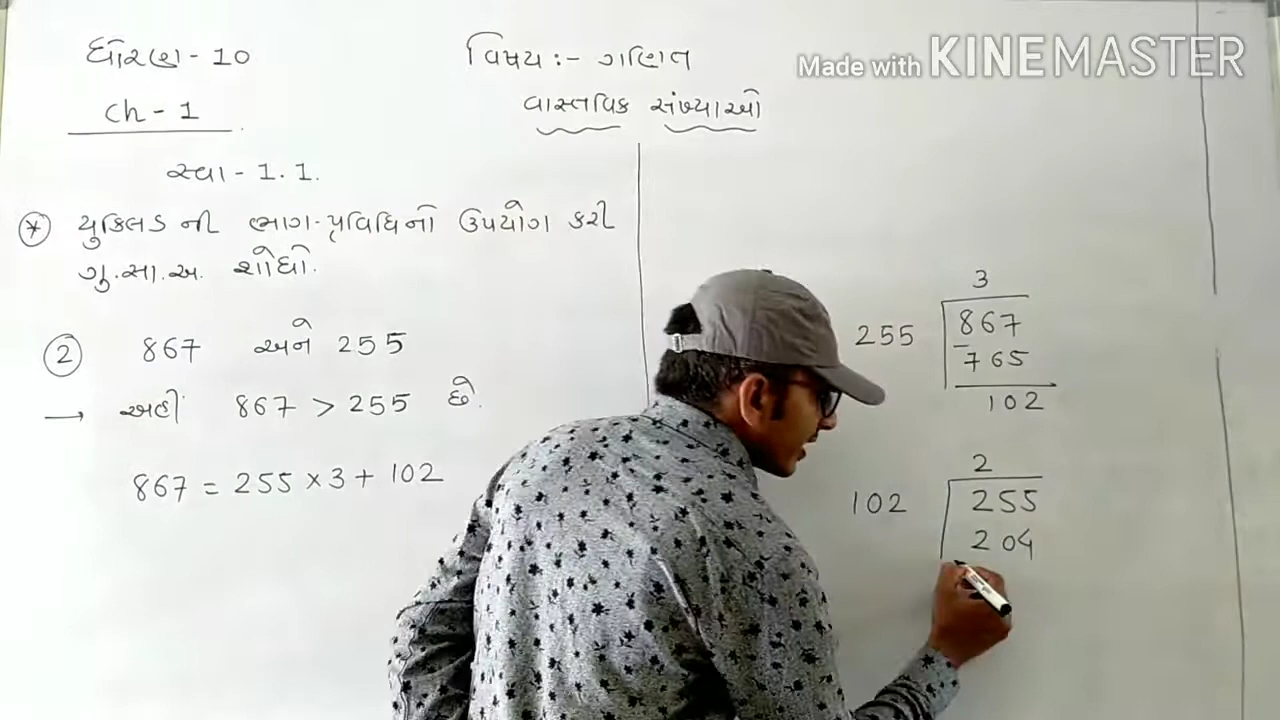 ધોરણ - 10
વિષય :- ગણિત
Made with KINEMASTER
Ch - 1
વાસ્તવિક સંખ્યાઓ
સ્વા - 1.1.
* યુક્લિડ ની ભાગ-પ્રવિધિનો ઉપયોગ કરી
ગુ.સા.અ. શોધો.
2 867 અને 255
→ અહીં 867 > 255 છે.
867 = 255 × 3 + 102
3
255 867
- 765
102
2
102 255
204